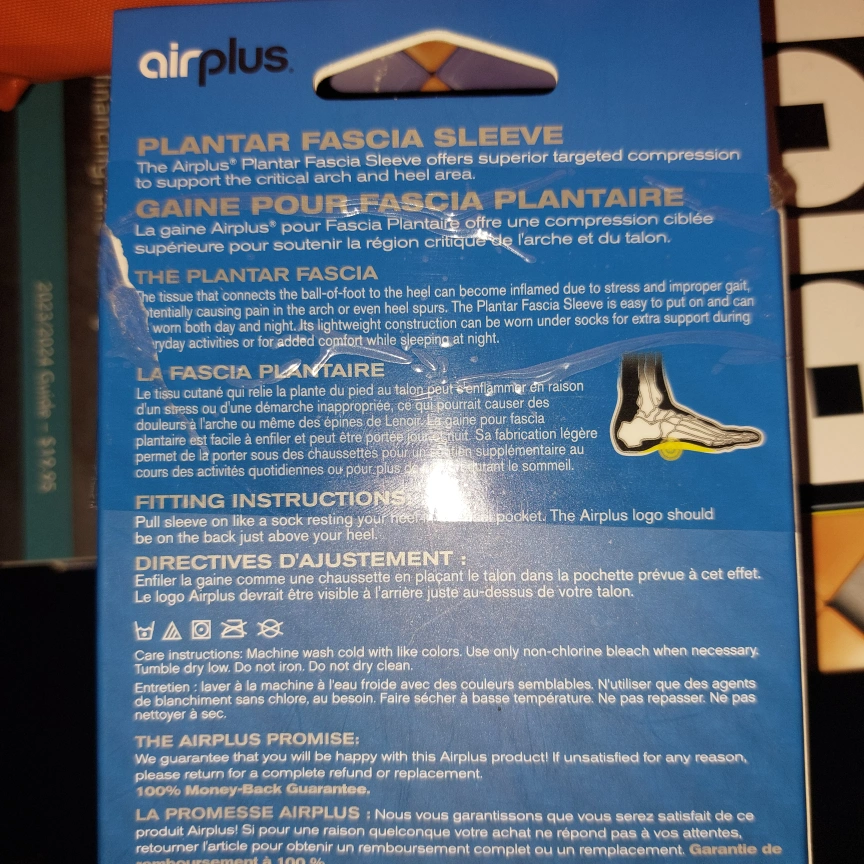 airplus
PLANTAR FASCIA SLEEVE
The Airplus® Plantar Fascia Sleeve offers superior targeted compression
to support the critical arch and heel area.
GAINE POUR FASCIA PLANTAIRE
La gaine Airplus® pour Fascia Plantaire offre une compression ciblée
supérieure pour soutenir la région critique de l'arche et du talon.
THE PLANTAR FASCIA
The tissue that connects the ball-of-foot to the heel can become inflamed due to stress and improper gait,
potentially causing pain in the arch or even heel spurs. The Plantar Fascia Sleeve is easy to put on and can
worn both day and night. Its lightweight construction can be worn under socks for extra support during
ryday activities or for added comfort while sleeping at night.
LA FASCIA PLANTAIRE
Le tissu cutané qui relie la plante du pied au talon peut s'enflammer en raison
d'un stress ou d'une démarche inappropriée, ce qui pourrait causer des
douleurs à l'arche ou même des épines de Lenoir. La gaine pour fascia
plantaire est facile à enfiler et peut être portée jour et nuit. Sa fabrication légère
permet de la porter sous des chaussettes pour un soutien supplémentaire au
cours des activités quotidiennes ou pour plus de durant le sommeil.
FITTING INSTRUCTIONS:
Pull sleeve on like a sock resting your heel pocket. The Airplus logo should
be on the back just above your heel.
DIRECTIVES D'AJUSTEMENT :
Enfiler la gaine comme une chaussette en plaçant le talon dans la pochette prévue à cet effet.
Le logo Airplus devrait être visible à l'arrière juste au-dessus de votre talon.
Care instructions: Machine wash cold with like colors. Use only non-chlorine bleach when necessary.
Tumble dry low. Do not iron. Do not dry clean.
Entretien : laver à la machine à l'eau froide avec des couleurs semblables. N'utiliser que des agents
de blanchiment sans chlore, au besoin. Faire sécher à basse température. Ne pas repasser. Ne pas
nettoyer à sec.
THE AIRPLUS PROMISE:
We guarantee that you will be happy with this Airplus product! If unsatisfied for any reason,
please return for a complete refund or replacement.
100% Money-Back Guarantee.
LA PROMESSE AIRPLUS : Nous vous garantissons que vous serez satisfait de ce
produit Airplus! Si pour une raison quelconque votre achat ne répond pas à vos attentes,
retourner l'article pour obtenir un remboursement complet ou un remplacement. Garantie de
remboursement à 100 %.
2023/2024 Guide - $19.95